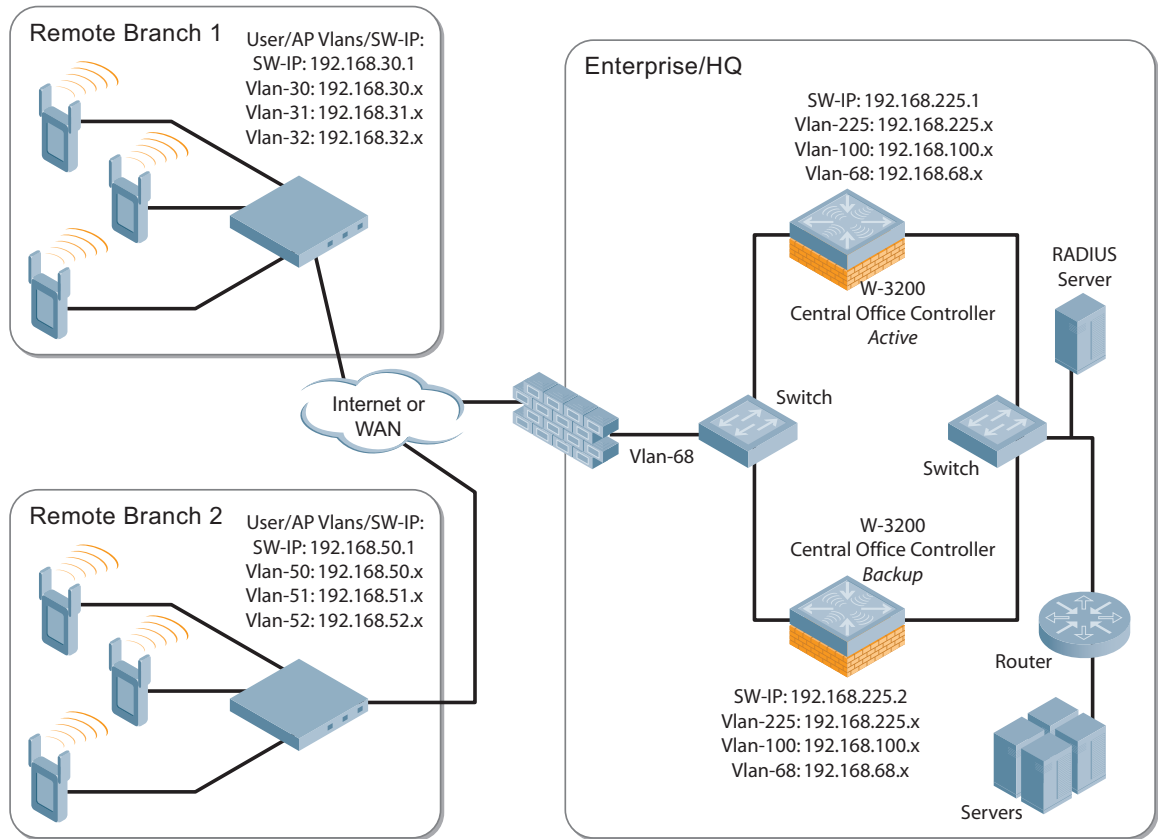 Remote Branch 1
User/AP Vlans/SW-IP:
SW-IP: 192.168.30.1
Vlan-30: 192.168.30.x
Vlan-31: 192.168.31.x
Vlan-32: 192.168.32.x
Internet or
WAN
Remote Branch 2
User/AP Vlans/SW-IP:
SW-IP: 192.168.50.1
Vlan-50: 192.168.50.x
Vlan-51: 192.168.51.x
Vlan-52: 192.168.52.x
Enterprise/HQ
SW-IP: 192.168.225.1
Vlan-225: 192.168.225.x
Vlan-100: 192.168.100.x
Vlan-68: 192.168.68.x
W-3200
Central Office Controller
Active
RADIUS
Server
Switch
Vlan-68
Switch
W-3200
Central Office Controller
Backup
SW-IP: 192.168.225.2
Vlan-225: 192.168.225.x
Vlan-100: 192.168.100.x
Vlan-68: 192.168.68.x
Router
Servers